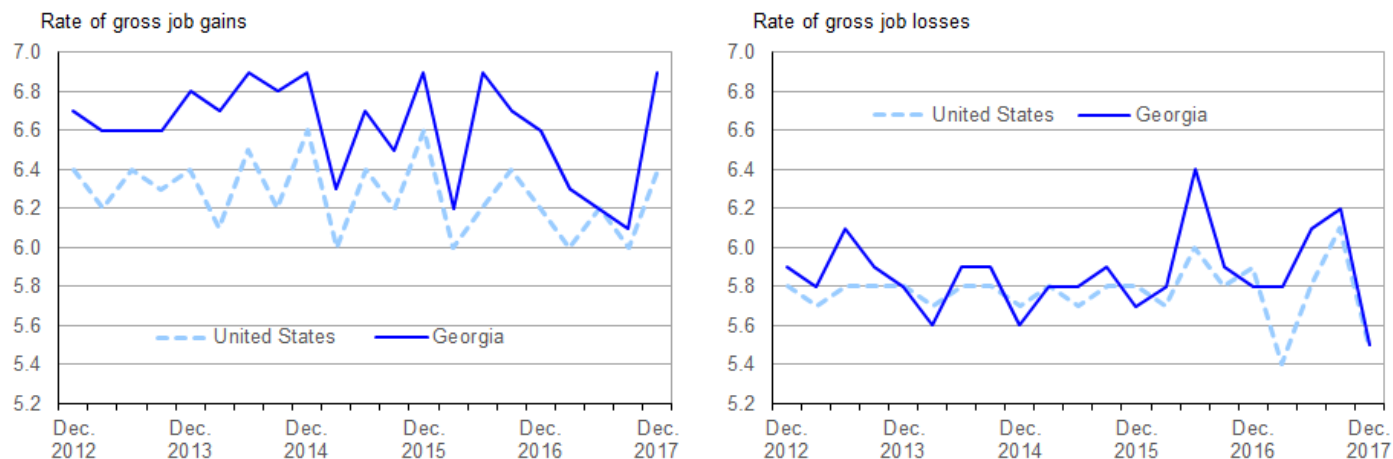 Rate of gross job gains
7.0
6.8
6.6
6.4
6.2
6.0
5.8
5.6
5.4
5.2
United States
Georgia
Dec. 2012
Dec. 2013
Dec. 2014
Dec. 2015
Dec. 2016
Dec. 2017
Rate of gross job losses
7.0
6.8
6.6
6.4
6.2
6.0
5.8
5.6
5.4
5.2
United States
Georgia
Dec. 2012
Dec. 2013
Dec. 2014
Dec. 2015
Dec. 2016
Dec. 2017